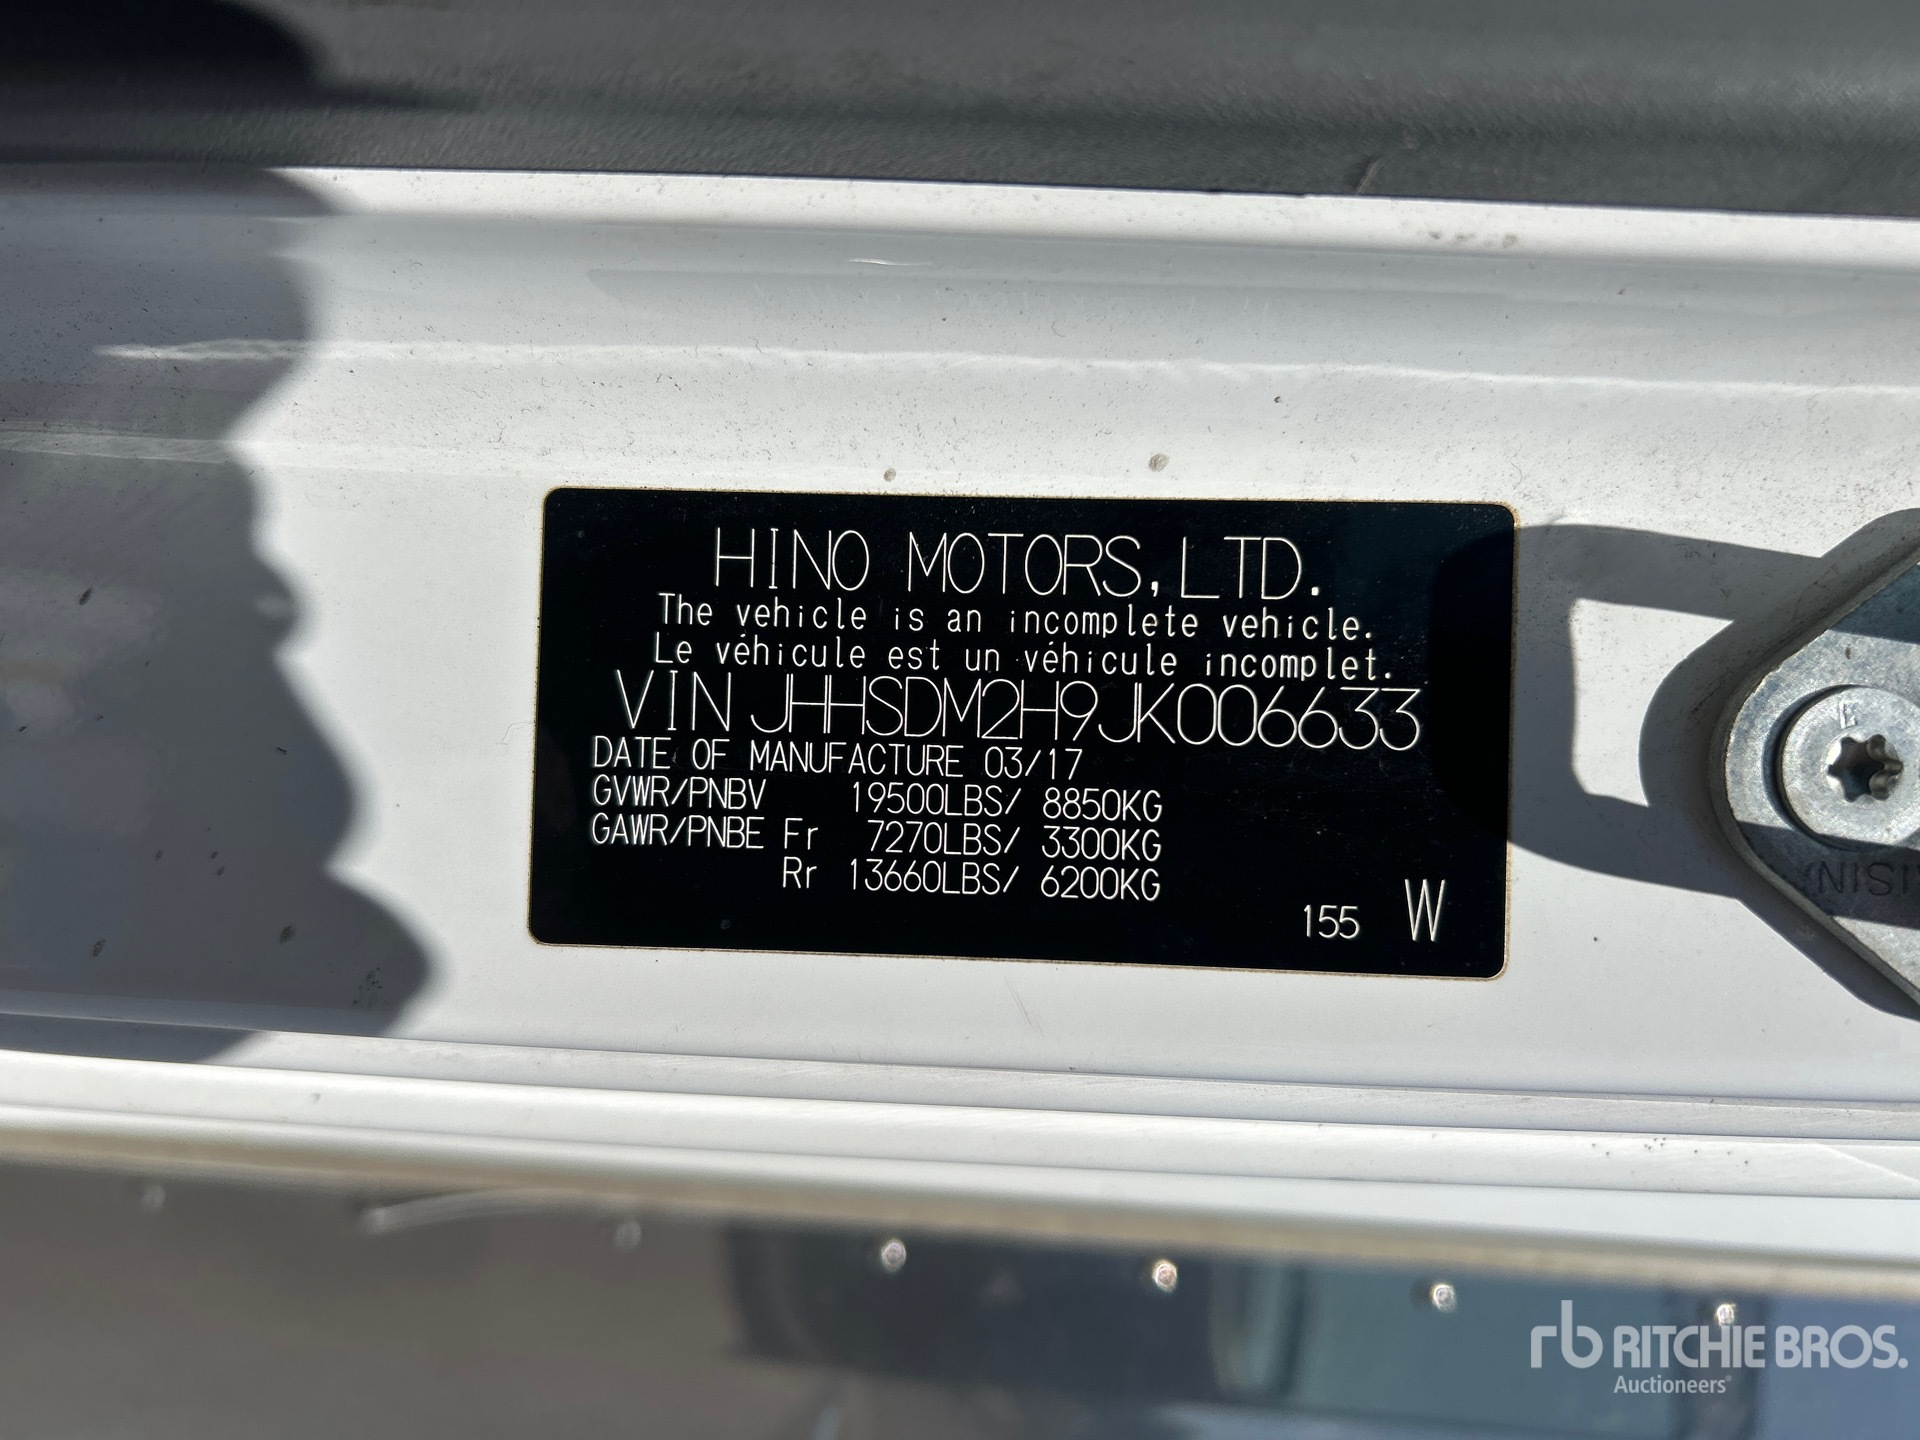 HINO MOTORS, LTD.
The vehicle is an incomplete vehicle.
Le véhicule est un véhicule incomplet.
VIN JHHSDM2H9JK006633
DATE OF MANUFACTURE 03/17
GVWR/PNBV 19500LBS/ 8850KG
GAWR/PNBE Fr 7270LBS/ 3300KG
Rr 13660LBS/ 6200KG
155 W
rb RITCHIE BROS.
Auctioneers